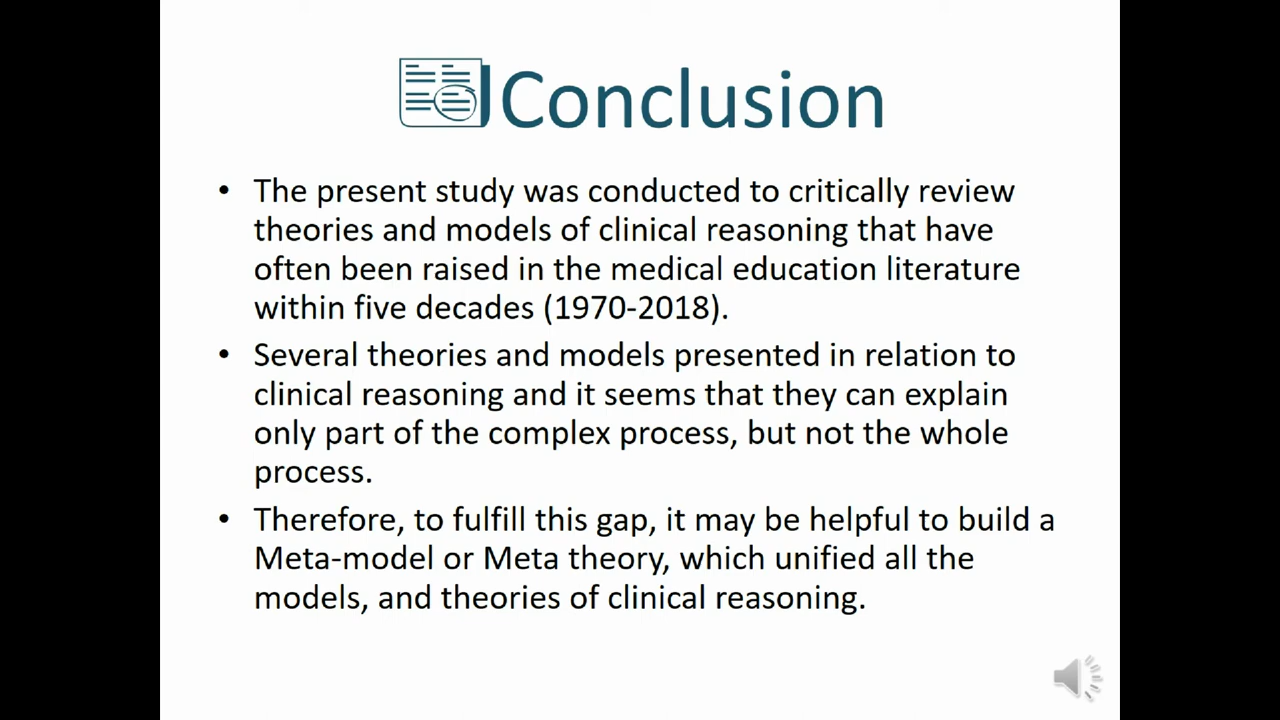 Conclusion
• The present study was conducted to critically review
theories and models of clinical reasoning that have
often been raised in the medical education literature
within five decades (1970-2018).
• Several theories and models presented in relation to
clinical reasoning and it seems that they can explain
only part of the complex process, but not the whole
process.
• Therefore, to fulfill this gap, it may be helpful to build a
Meta-model or Meta theory, which unified all the
models, and theories of clinical reasoning.